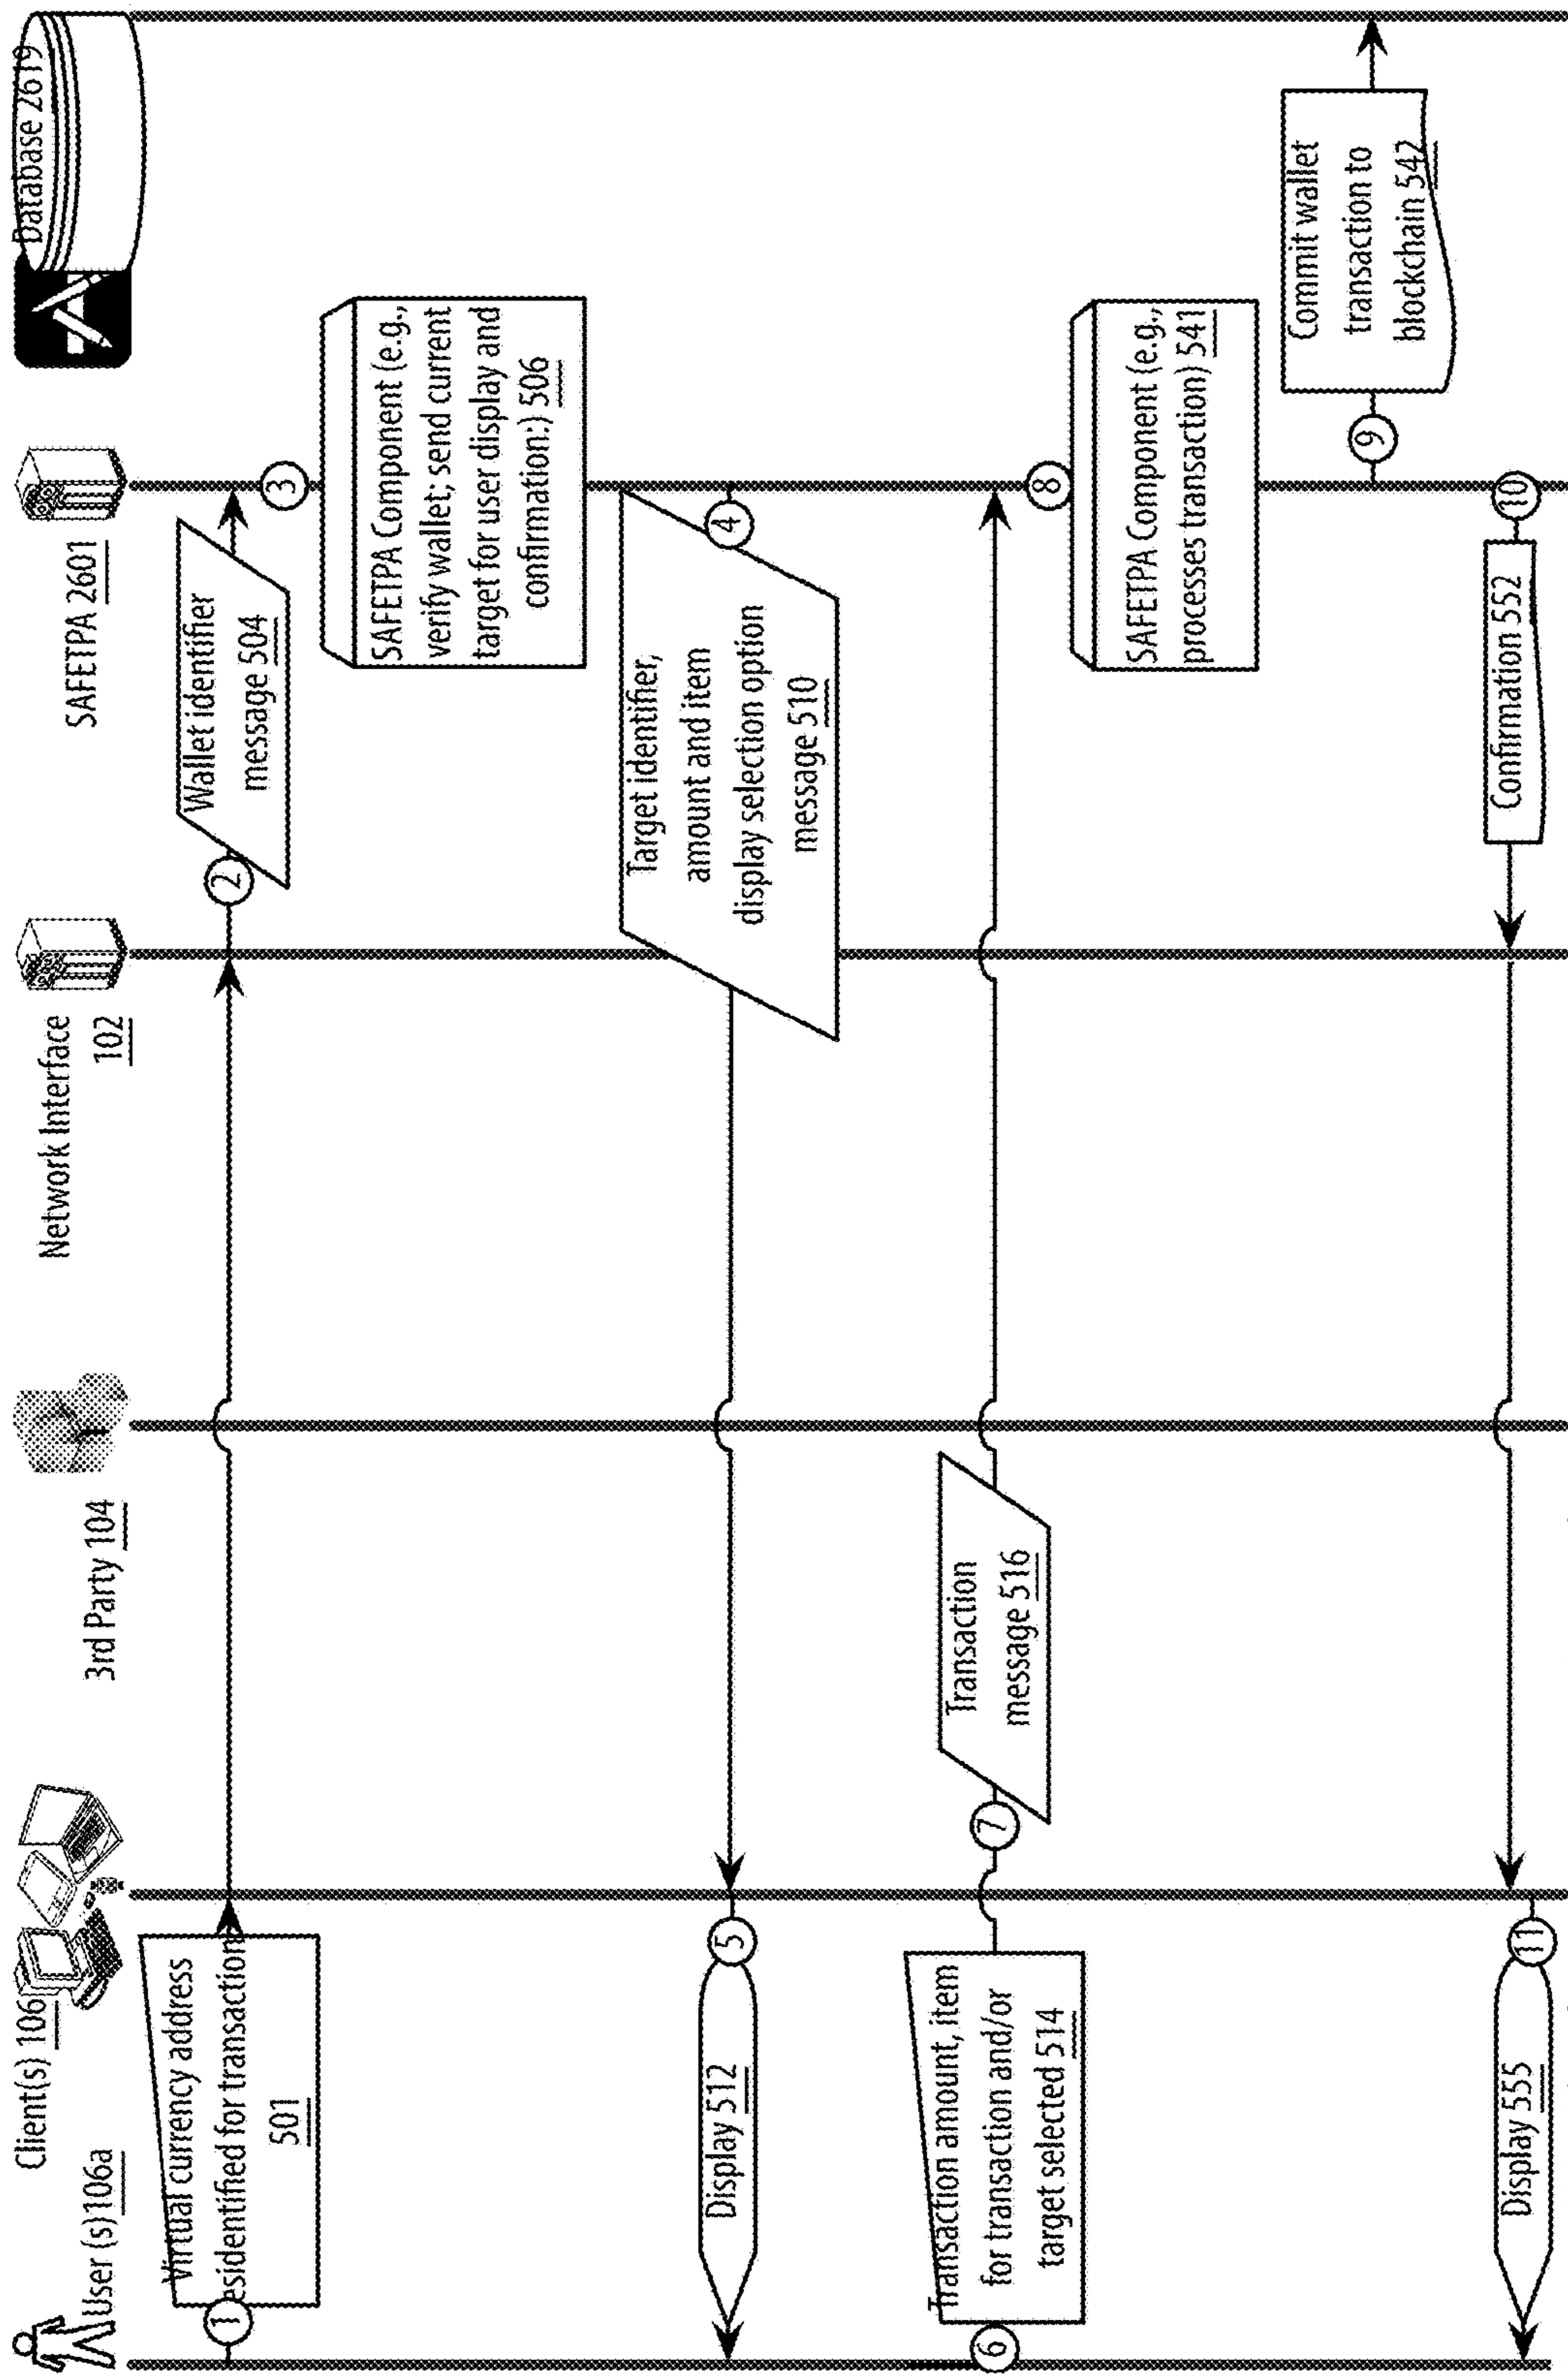 User (s)106a
Client(s) 106
3rd Party 104
Network Interface
102
SAFETPA 2601
Database 2619
1
Virtual currency address
esidentified for transaction
501
2
Wallet identifier
message 504
3
SAFETPA Component (e.g.,
verify wallet; send current
target for user display and
confirmation:) 506
4
Target identifier,
amount and item
display selection option
message 510
5
Display 512
6
Transaction amount, item
for transaction and/or
target selected 514
7
Transaction
message 516
8
SAFETPA Component (e.g.,
processes transaction) 541
9
Commit wallet
transaction to
blockchain 542
10
Confirmation 552
11
Display 555